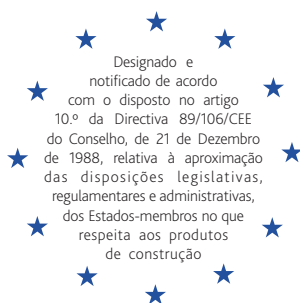 Designado e
notificado de acordo
com o disposto no artigo
10.º da Directiva 89/106/CEE
do Conselho, de 21 de Dezembro
de 1988, relativa à aproximação
das disposições legislativas,
regulamentares e administrativas,
dos Estados-membros no que
respeita aos produtos
de construção